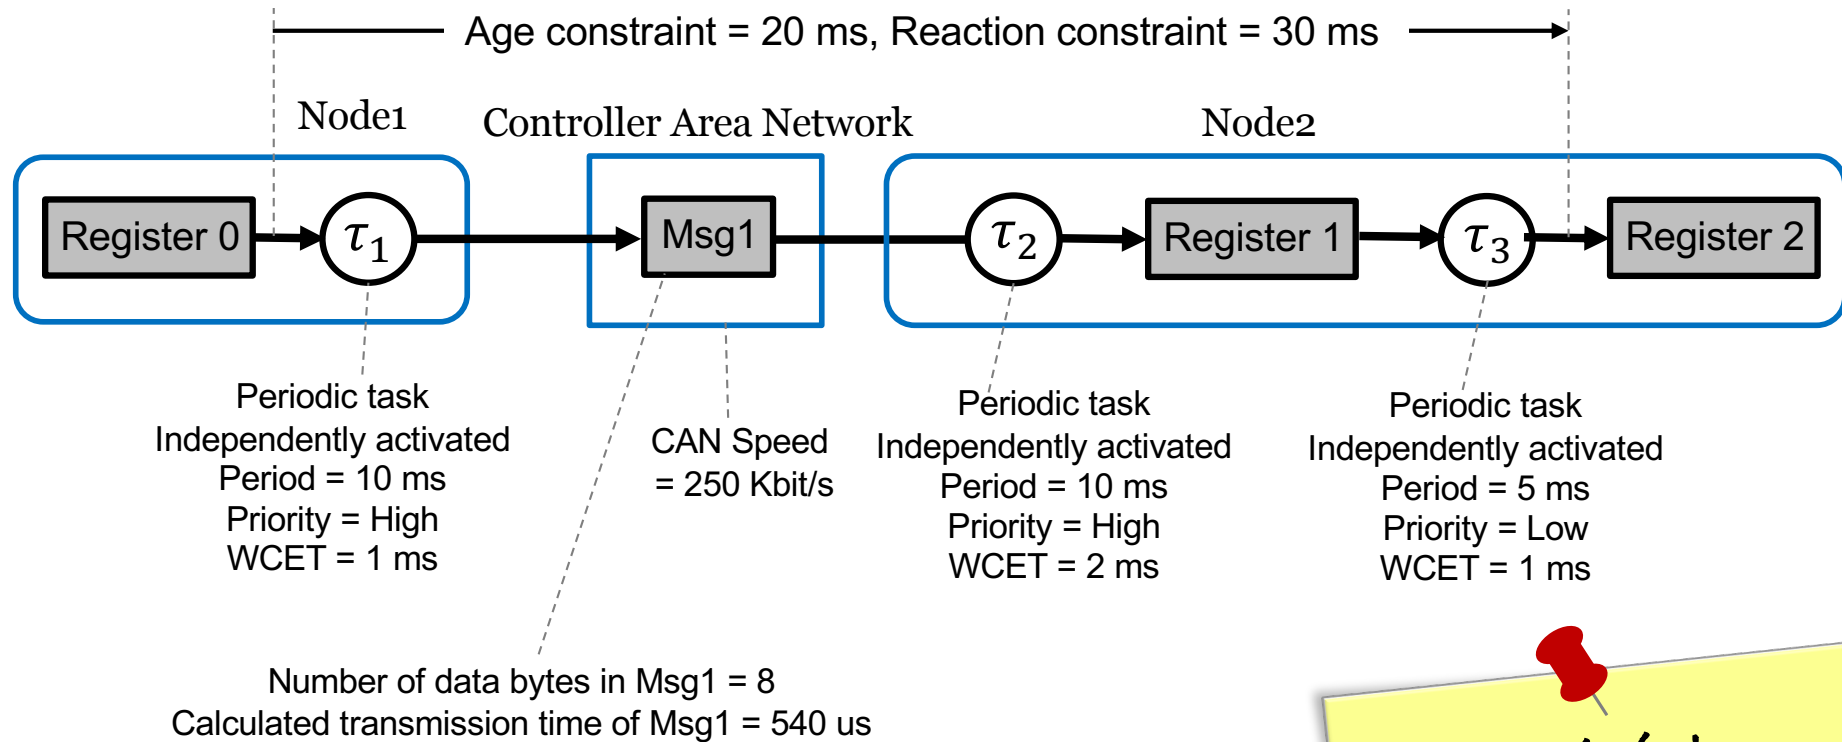 Age constraint = 20 ms, Reaction constraint = 30 ms
Node1
Controller Area Network
Node2
Register 0
τ1
Msg1
τ2
Register 1
τ3
Register 2
Periodic task
Independently activated
Period = 10 ms
Priority = High
WCET = 1 ms
CAN Speed
= 250 Kbit/s
Periodic task
Independently activated
Period = 10 ms
Priority = High
WCET = 2 ms
Periodic task
Independently activated
Period = 5 ms
Priority = Low
WCET = 1 ms
Number of data bytes in Msg1 = 8
Calculated transmission time of Msg1 = 540 us